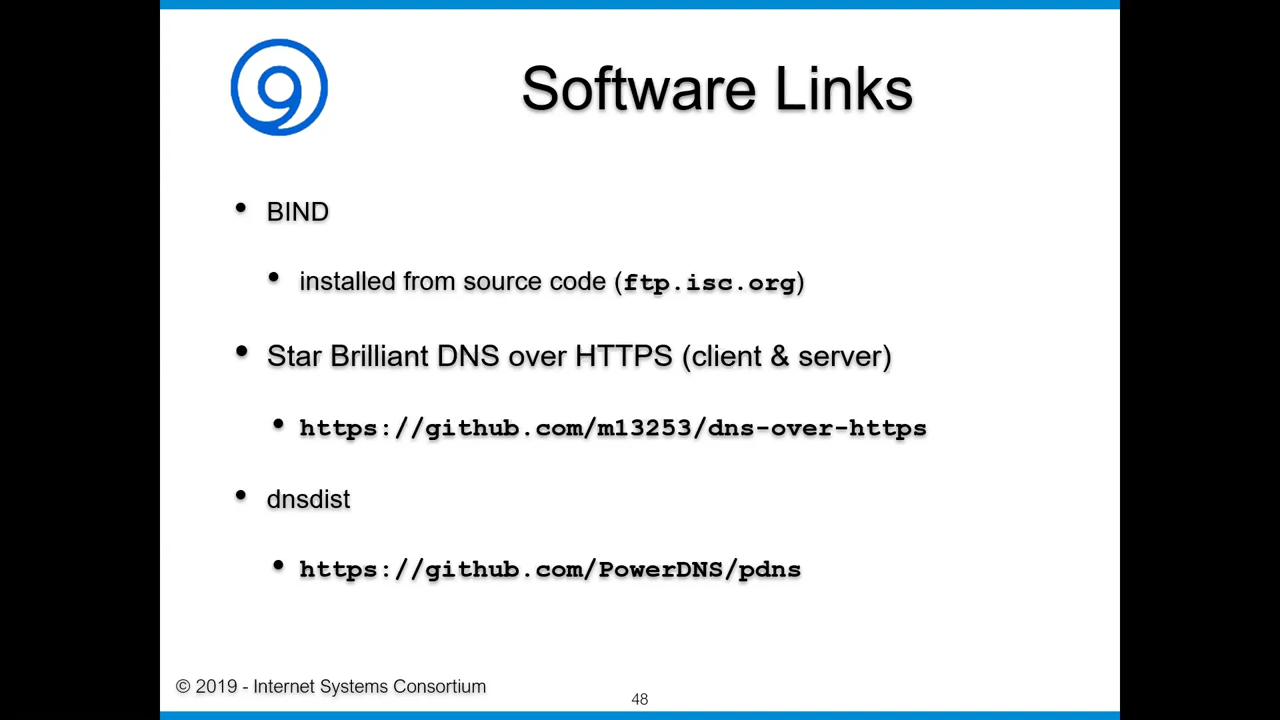 Software Links
• BIND
• installed from source code (ftp.isc.org)
• Star Brilliant DNS over HTTPS (client & server)
• https://github.com/m13253/dns-over-https
• dnsdist
• https://github.com/PowerDNS/pdns
© 2019 - Internet Systems Consortium
48